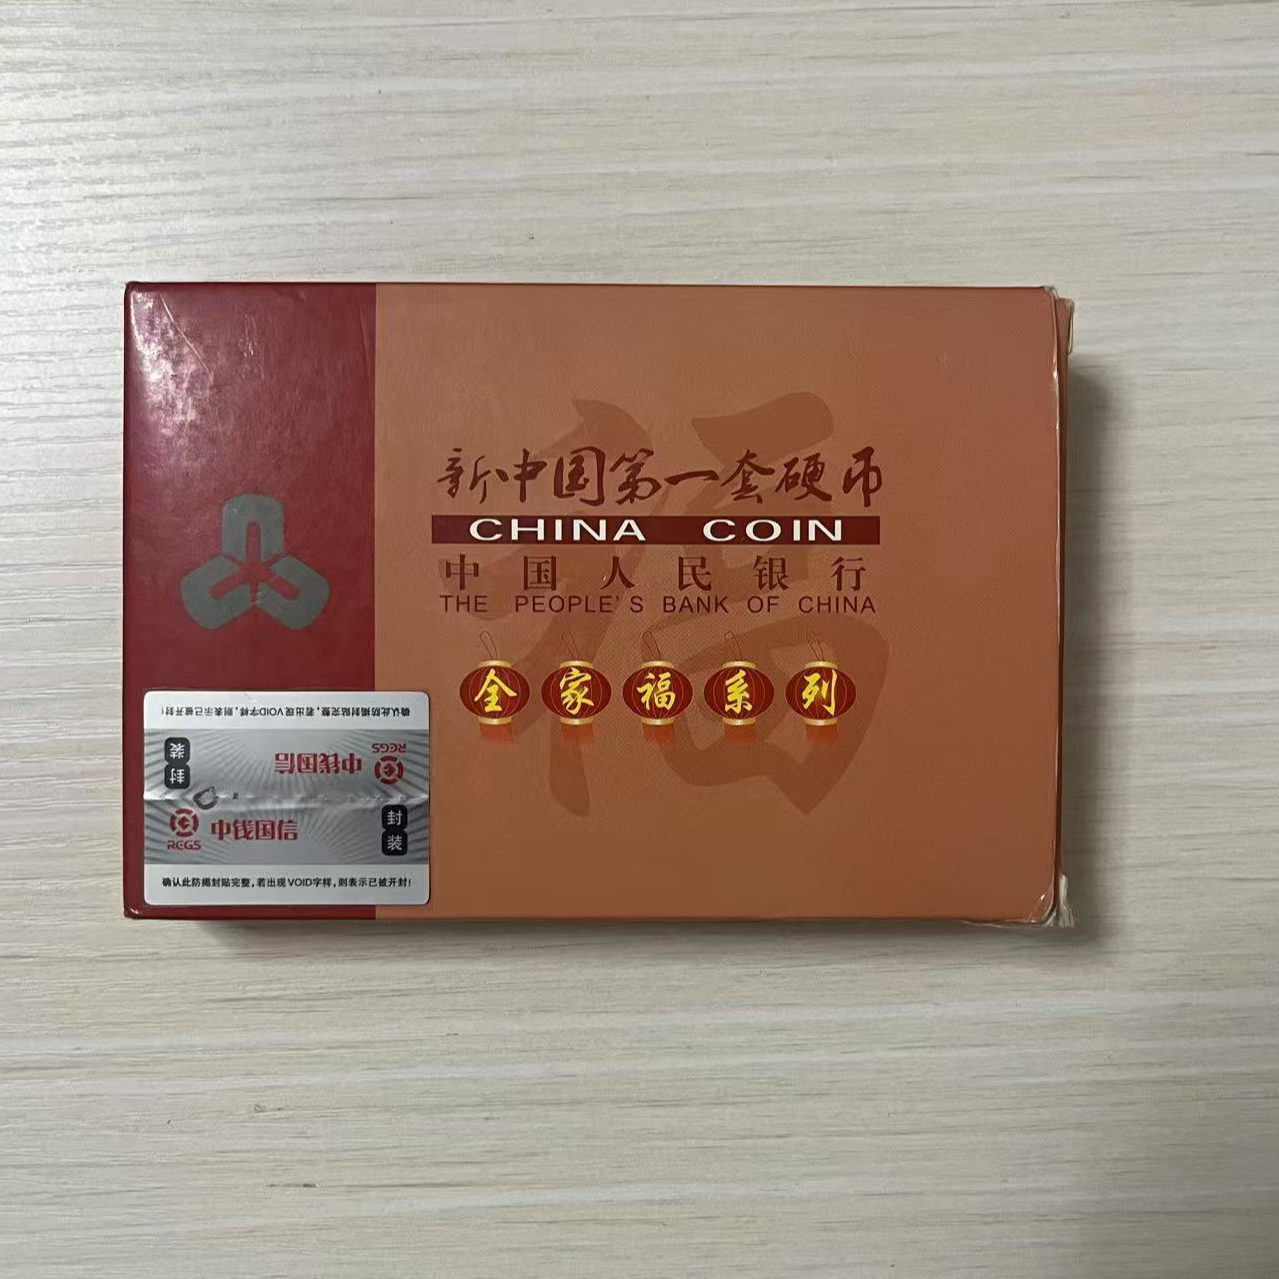 新中国第一套硬币
CHINA COIN
中国人民银行
THE PEOPLE'S BANK OF CHINA
全家福系列
福
确认此防揭封贴完整，若出现VOID字样，则表示已被开封！
封装
中钱国信
RCGS
中钱国信
RCGS
封装
确认此防揭封贴完整，若出现VOID字样，则表示已被开封！